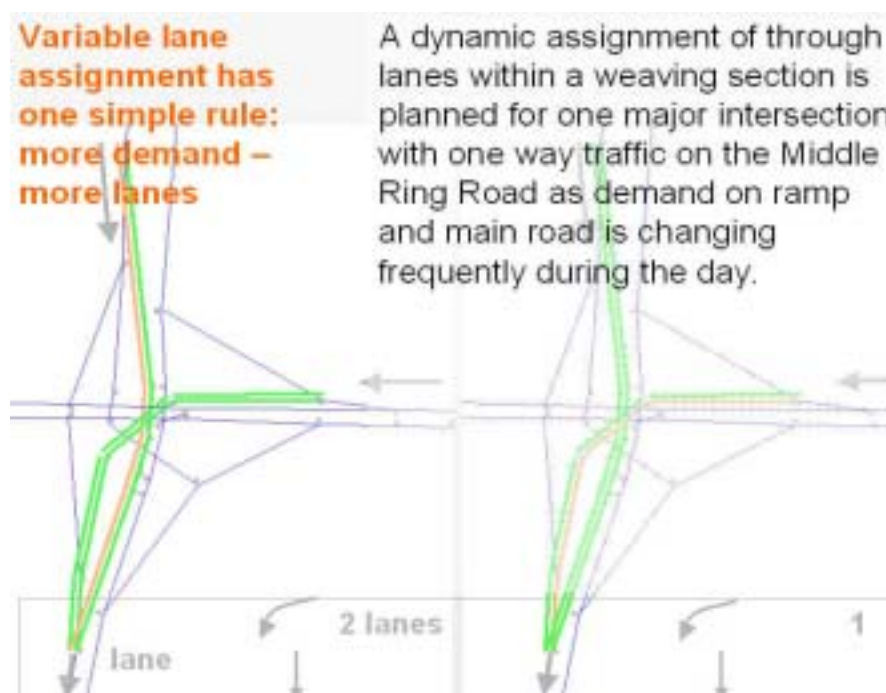 Variable lane
assignment has
one simple rule:
more demand –
more lanes
A dynamic assignment of through
lanes within a weaving section is
planned for one major intersection
with one way traffic on the Middle
Ring Road as demand on ramp
and main road is changing
frequently during the day.
2 lanes
1
lane